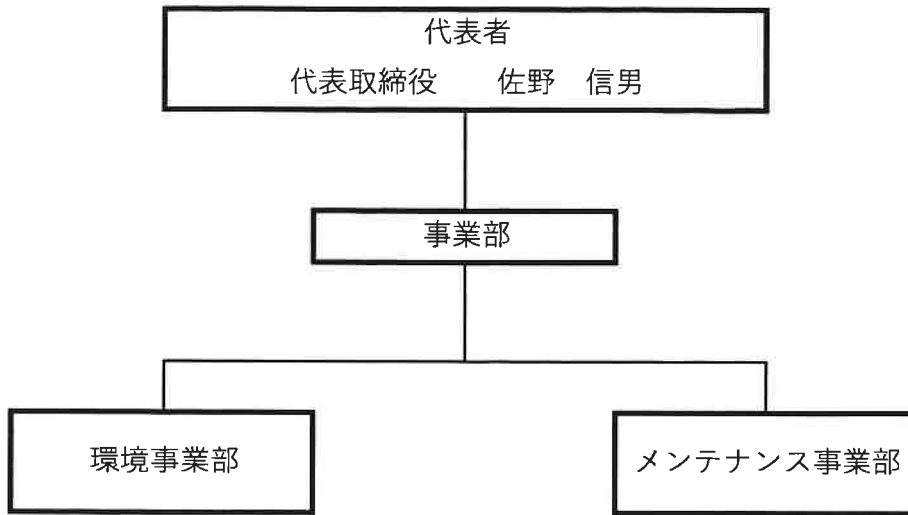 代表者
代表取締役　　佐野　信男
事業部
環境事業部
メンテナンス事業部